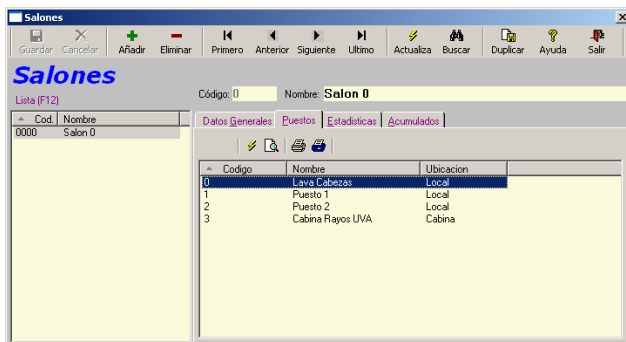 Salones
Guardar Cancelar Añadir Eliminar Primero Anterior Siguiente Ultimo Actualiza Buscar Duplicar Ayuda Salir
Salones
Lista (F12)
Código: 0 Nombre: Salon 0
Cod. Nombre
0000 Salon 0
Datos Generales Puestos Estadisticas Acumulados
Codigo Nombre Ubicacion
0 Lava Cabezas Local
1 Puesto 1 Local
2 Puesto 2 Local
3 Cabina Rayos UVA Cabina